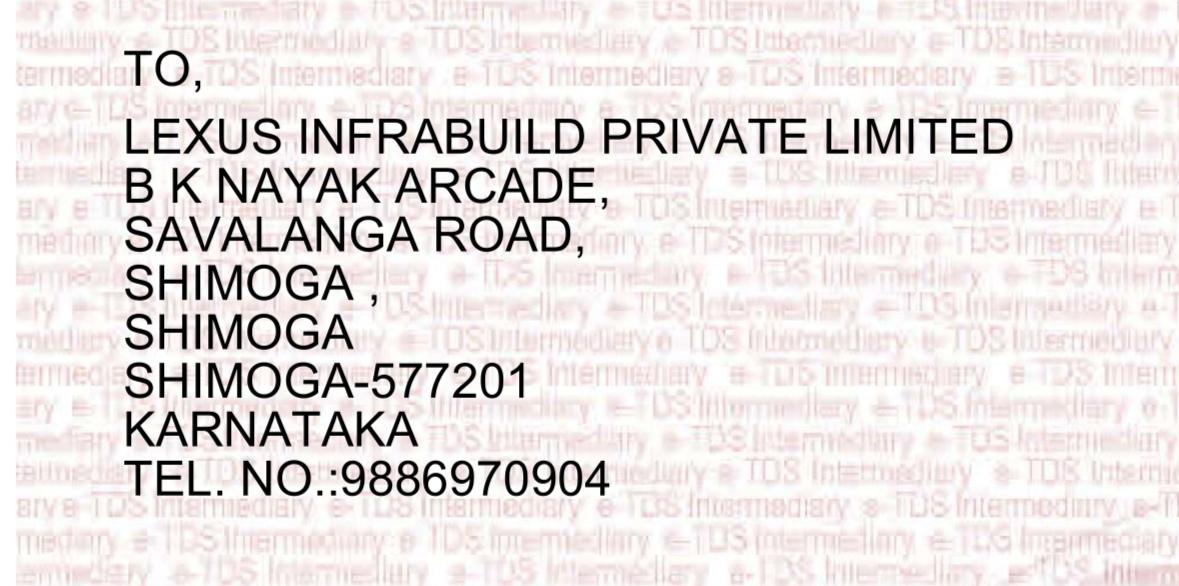 TO,
LEXUS INFRABUILD PRIVATE LIMITED
B K NAYAK ARCADE,
SAVALANGA ROAD,
SHIMOGA ,
SHIMOGA
SHIMOGA-577201
KARNATAKA
TEL. NO.:9886970904